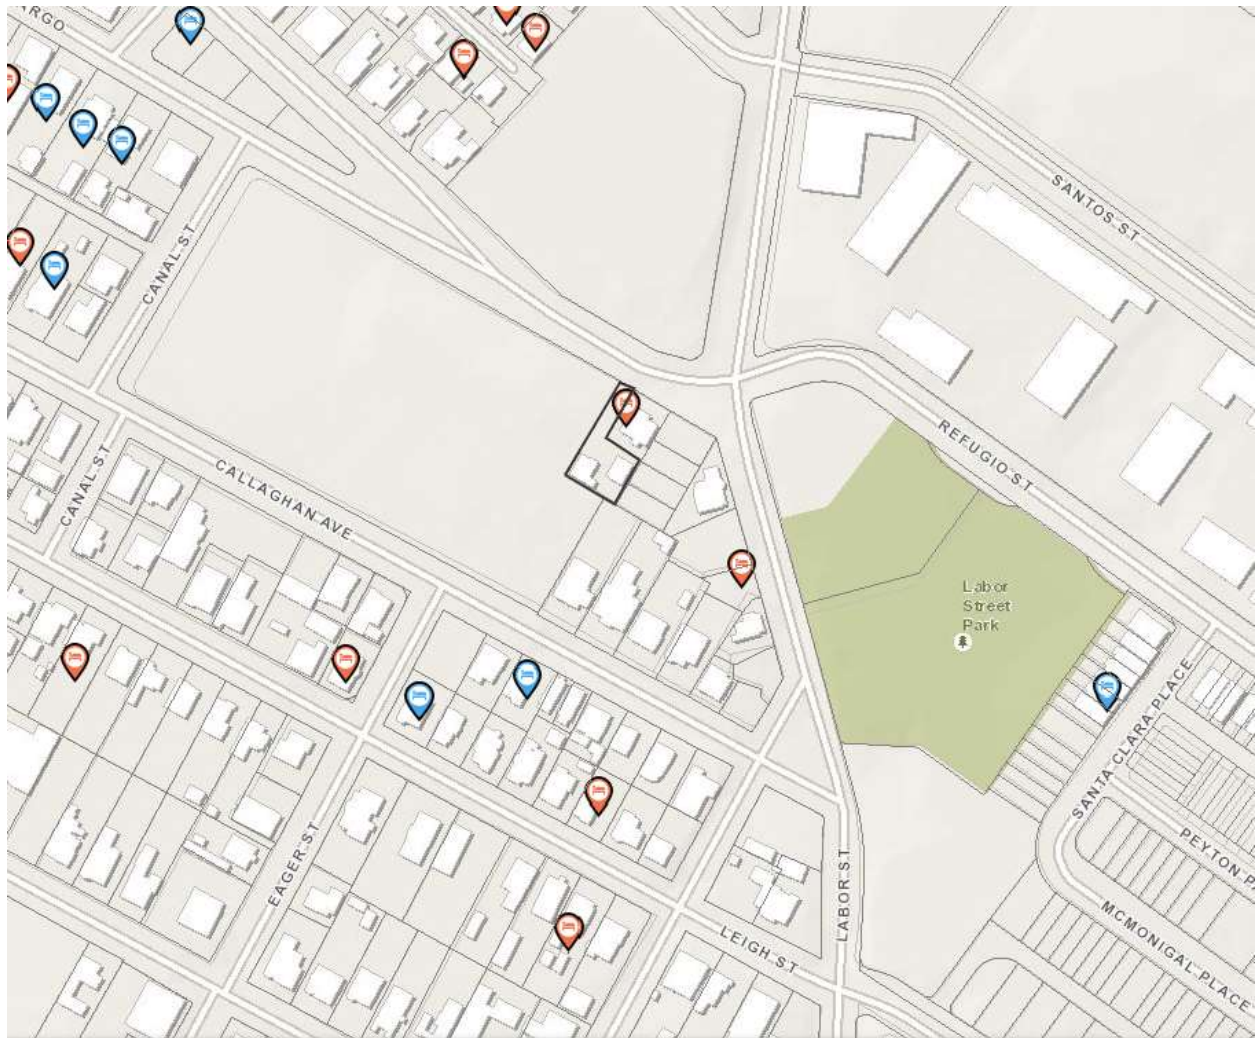 ARGO
SANTOS ST
CANAL ST
REFUGIO ST
CANAL ST
CALLAGHAN AVE
Labor
Street
Park
SANTA CLARA PLACE
EAGER ST
LABOR ST
PEYTON P
MCMONIGAL PLACE
LEIGH ST